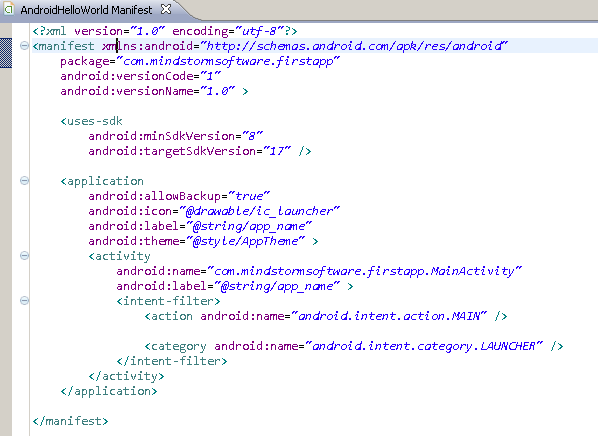 AndroidHelloWorld Manifest
<?xml version="1.0" encoding="utf-8"?>
<manifest xmlns:android="http://schemas.android.com/apk/res/android"
    package="com.mindstormsoftware.firstapp"
    android:versionCode="1"
    android:versionName="1.0" >

    <uses-sdk
        android:minSdkVersion="8"
        android:targetSdkVersion="17" />

    <application
        android:allowBackup="true"
        android:icon="@drawable/ic_launcher"
        android:label="@string/app_name"
        android:theme="@style/AppTheme" >
        <activity
            android:name="com.mindstormsoftware.firstapp.MainActivity"
            android:label="@string/app_name" >
            <intent-filter>
                <action android:name="android.intent.action.MAIN" />

                <category android:name="android.intent.category.LAUNCHER" />
            </intent-filter>
        </activity>
    </application>

</manifest>